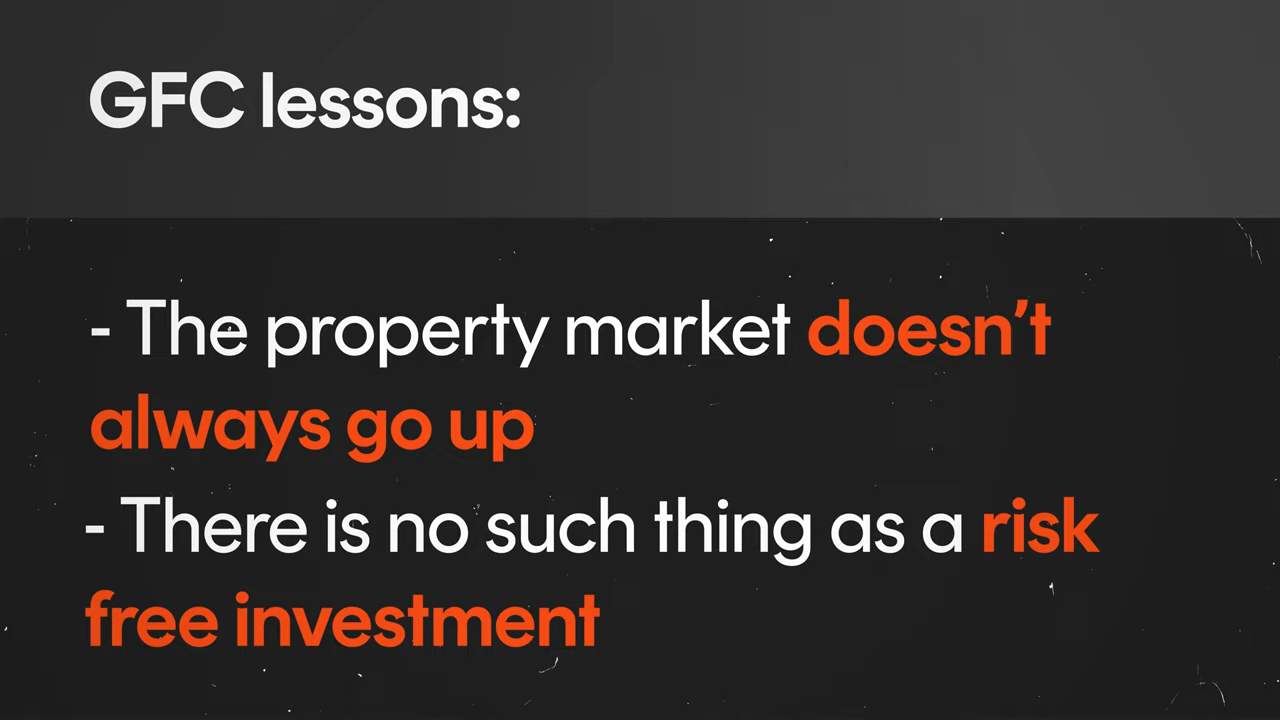 GFC lessons:
- The property market doesn’t
always go up
- There is no such thing as a risk
free investment